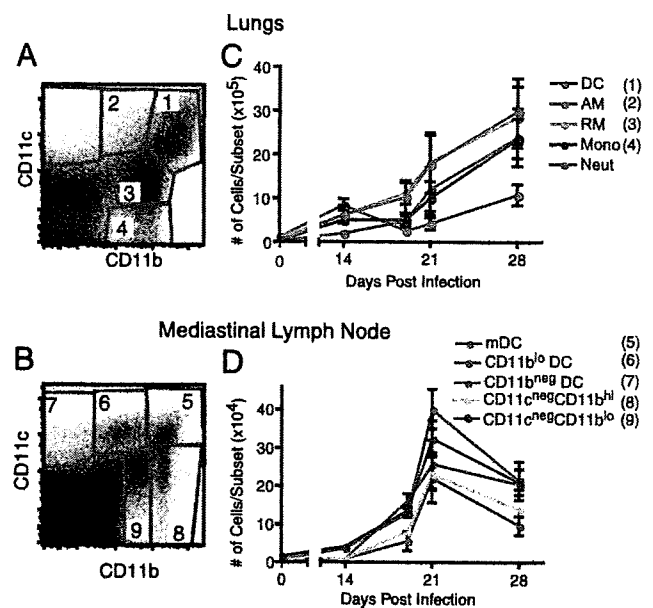 Lungs
A
2
1
3
4
CD11c
CD11b
C
40
30
20
10
0
# of Cells/Subset (x10⁵)
0 14 21 28
Days Post Infection
DC (1)
AM (2)
RM (3)
Mono (4)
Neut
Mediastinal Lymph Node
B
7 6 5
9 8
CD11c
CD11b
D
40
30
20
10
0
# of Cells/Subset (x10⁴)
0 14 21 28
Days Post Infection
mDC (5)
CD11bˡᵒ DC (6)
CD11bⁿᵉᵍ DC (7)
CD11cⁿᵉᵍCD11bʰⁱ (8)
CD11cⁿᵉᵍCD11bˡᵒ (9)